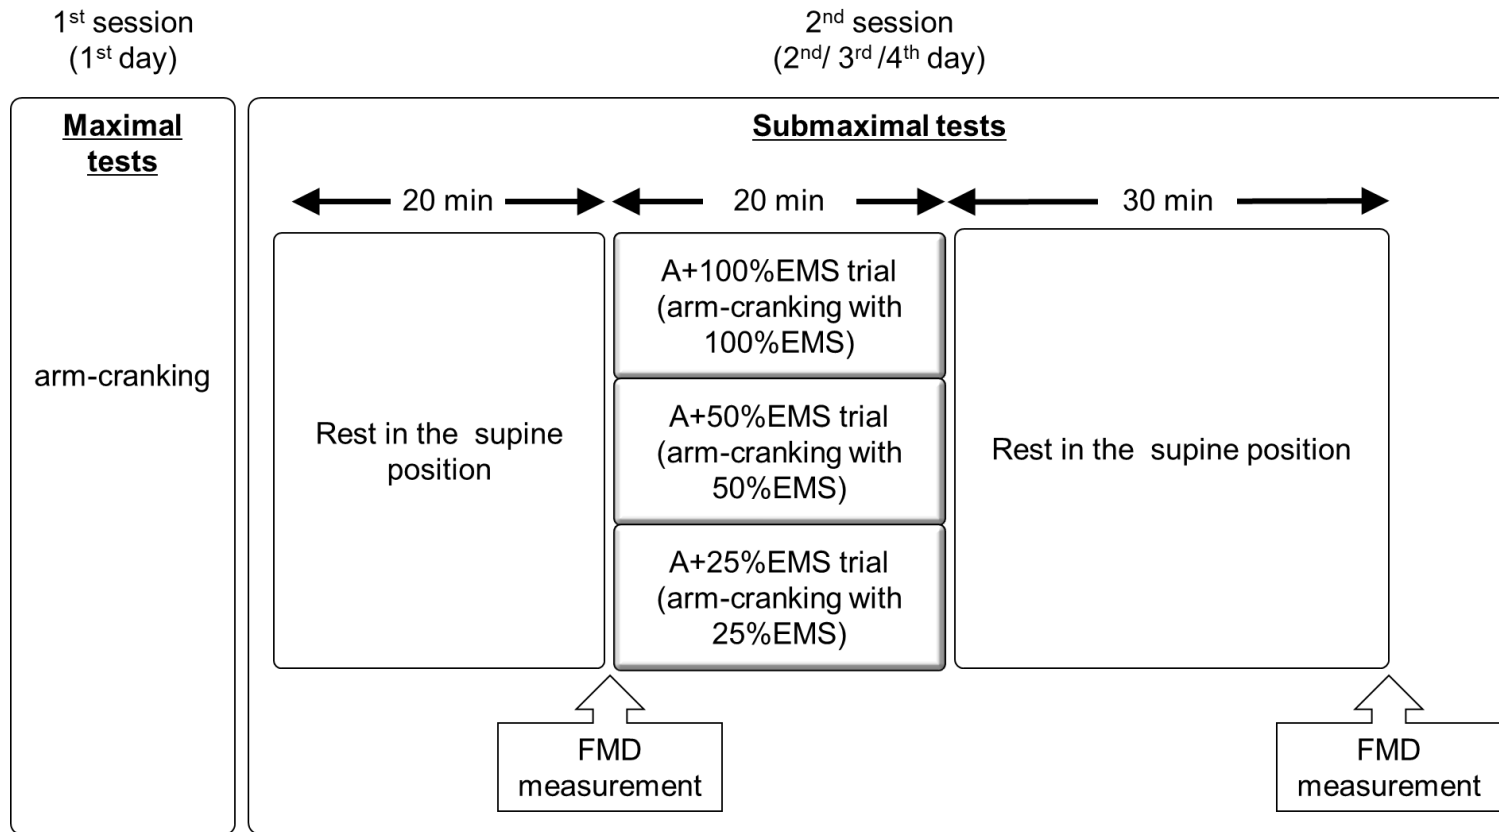 1st session
(1st day)
2nd session
(2nd/ 3rd /4th day)
Maximal
tests
arm-cranking
Submaximal tests
20 min
20 min
30 min
Rest in the supine
position
A+100%EMS trial
(arm-cranking with
100%EMS)
A+50%EMS trial
(arm-cranking with
50%EMS)
A+25%EMS trial
(arm-cranking with
25%EMS)
Rest in the supine position
FMD
measurement
FMD
measurement